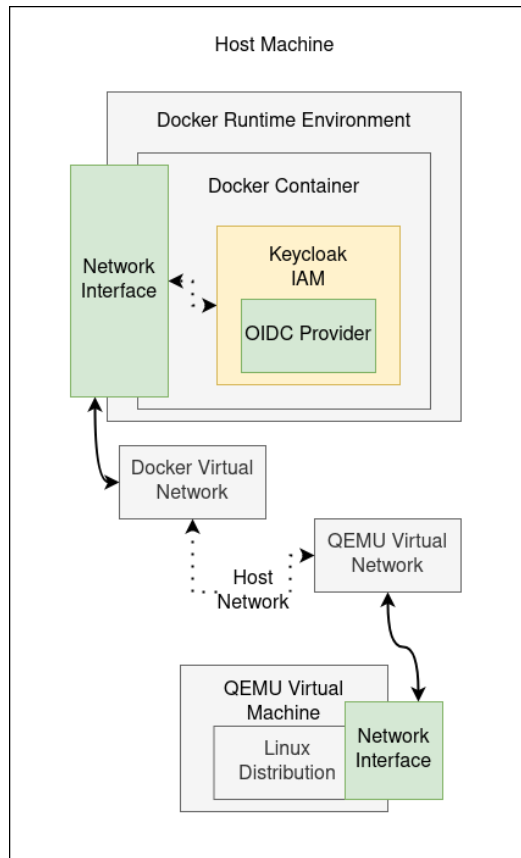 Host Machine
Docker Runtime Environment
Docker Container
Network
Interface
Keycloak
IAM
OIDC Provider
Docker Virtual
Network
QEMU Virtual
Network
Host
Network
QEMU Virtual
Machine
Linux
Distribution
Network
Interface